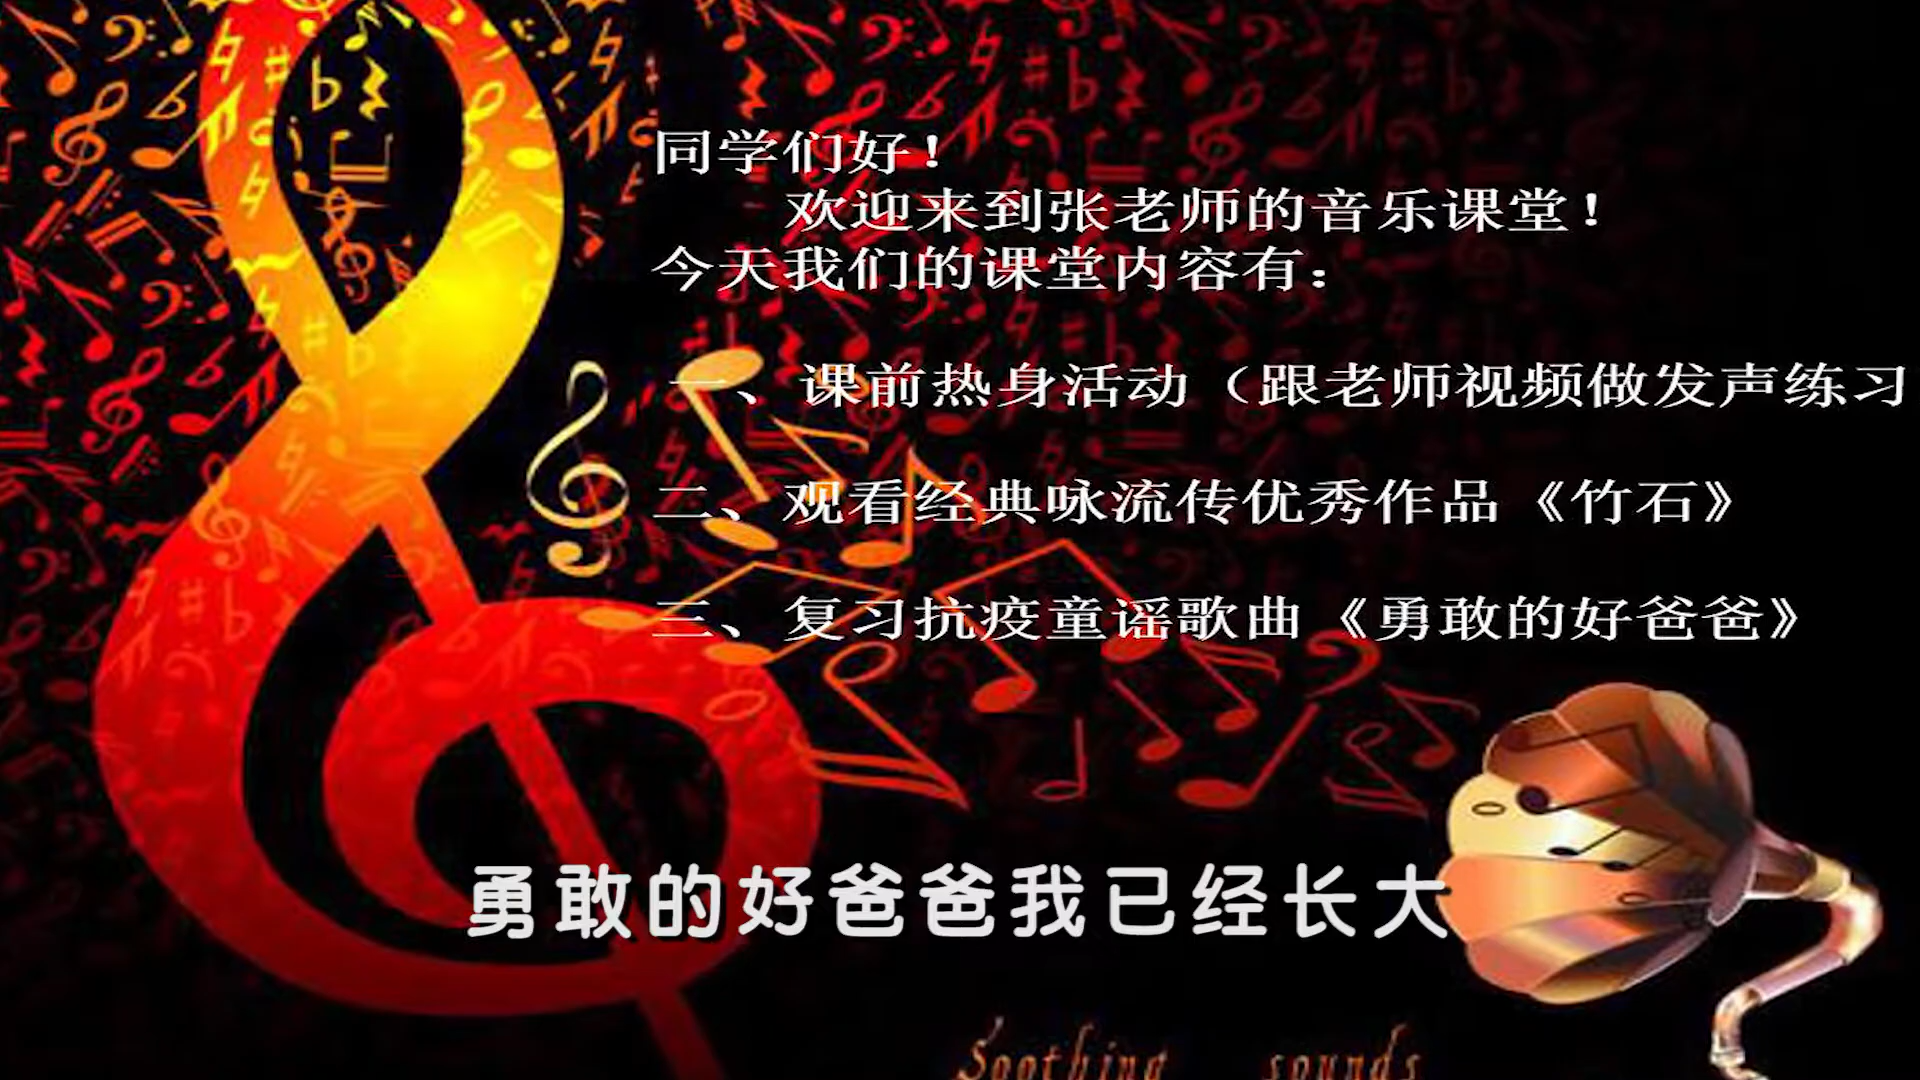 同学们好！
欢迎来到张老师的音乐课堂！
今天我们的课堂内容有：
一、课前热身活动（跟老师视频做发声练习
二、观看经典咏流传优秀作品《竹石》
三、复习抗疫童谣歌曲《勇敢的好爸爸》
勇敢的好爸爸我已经长大
Soothing sounds